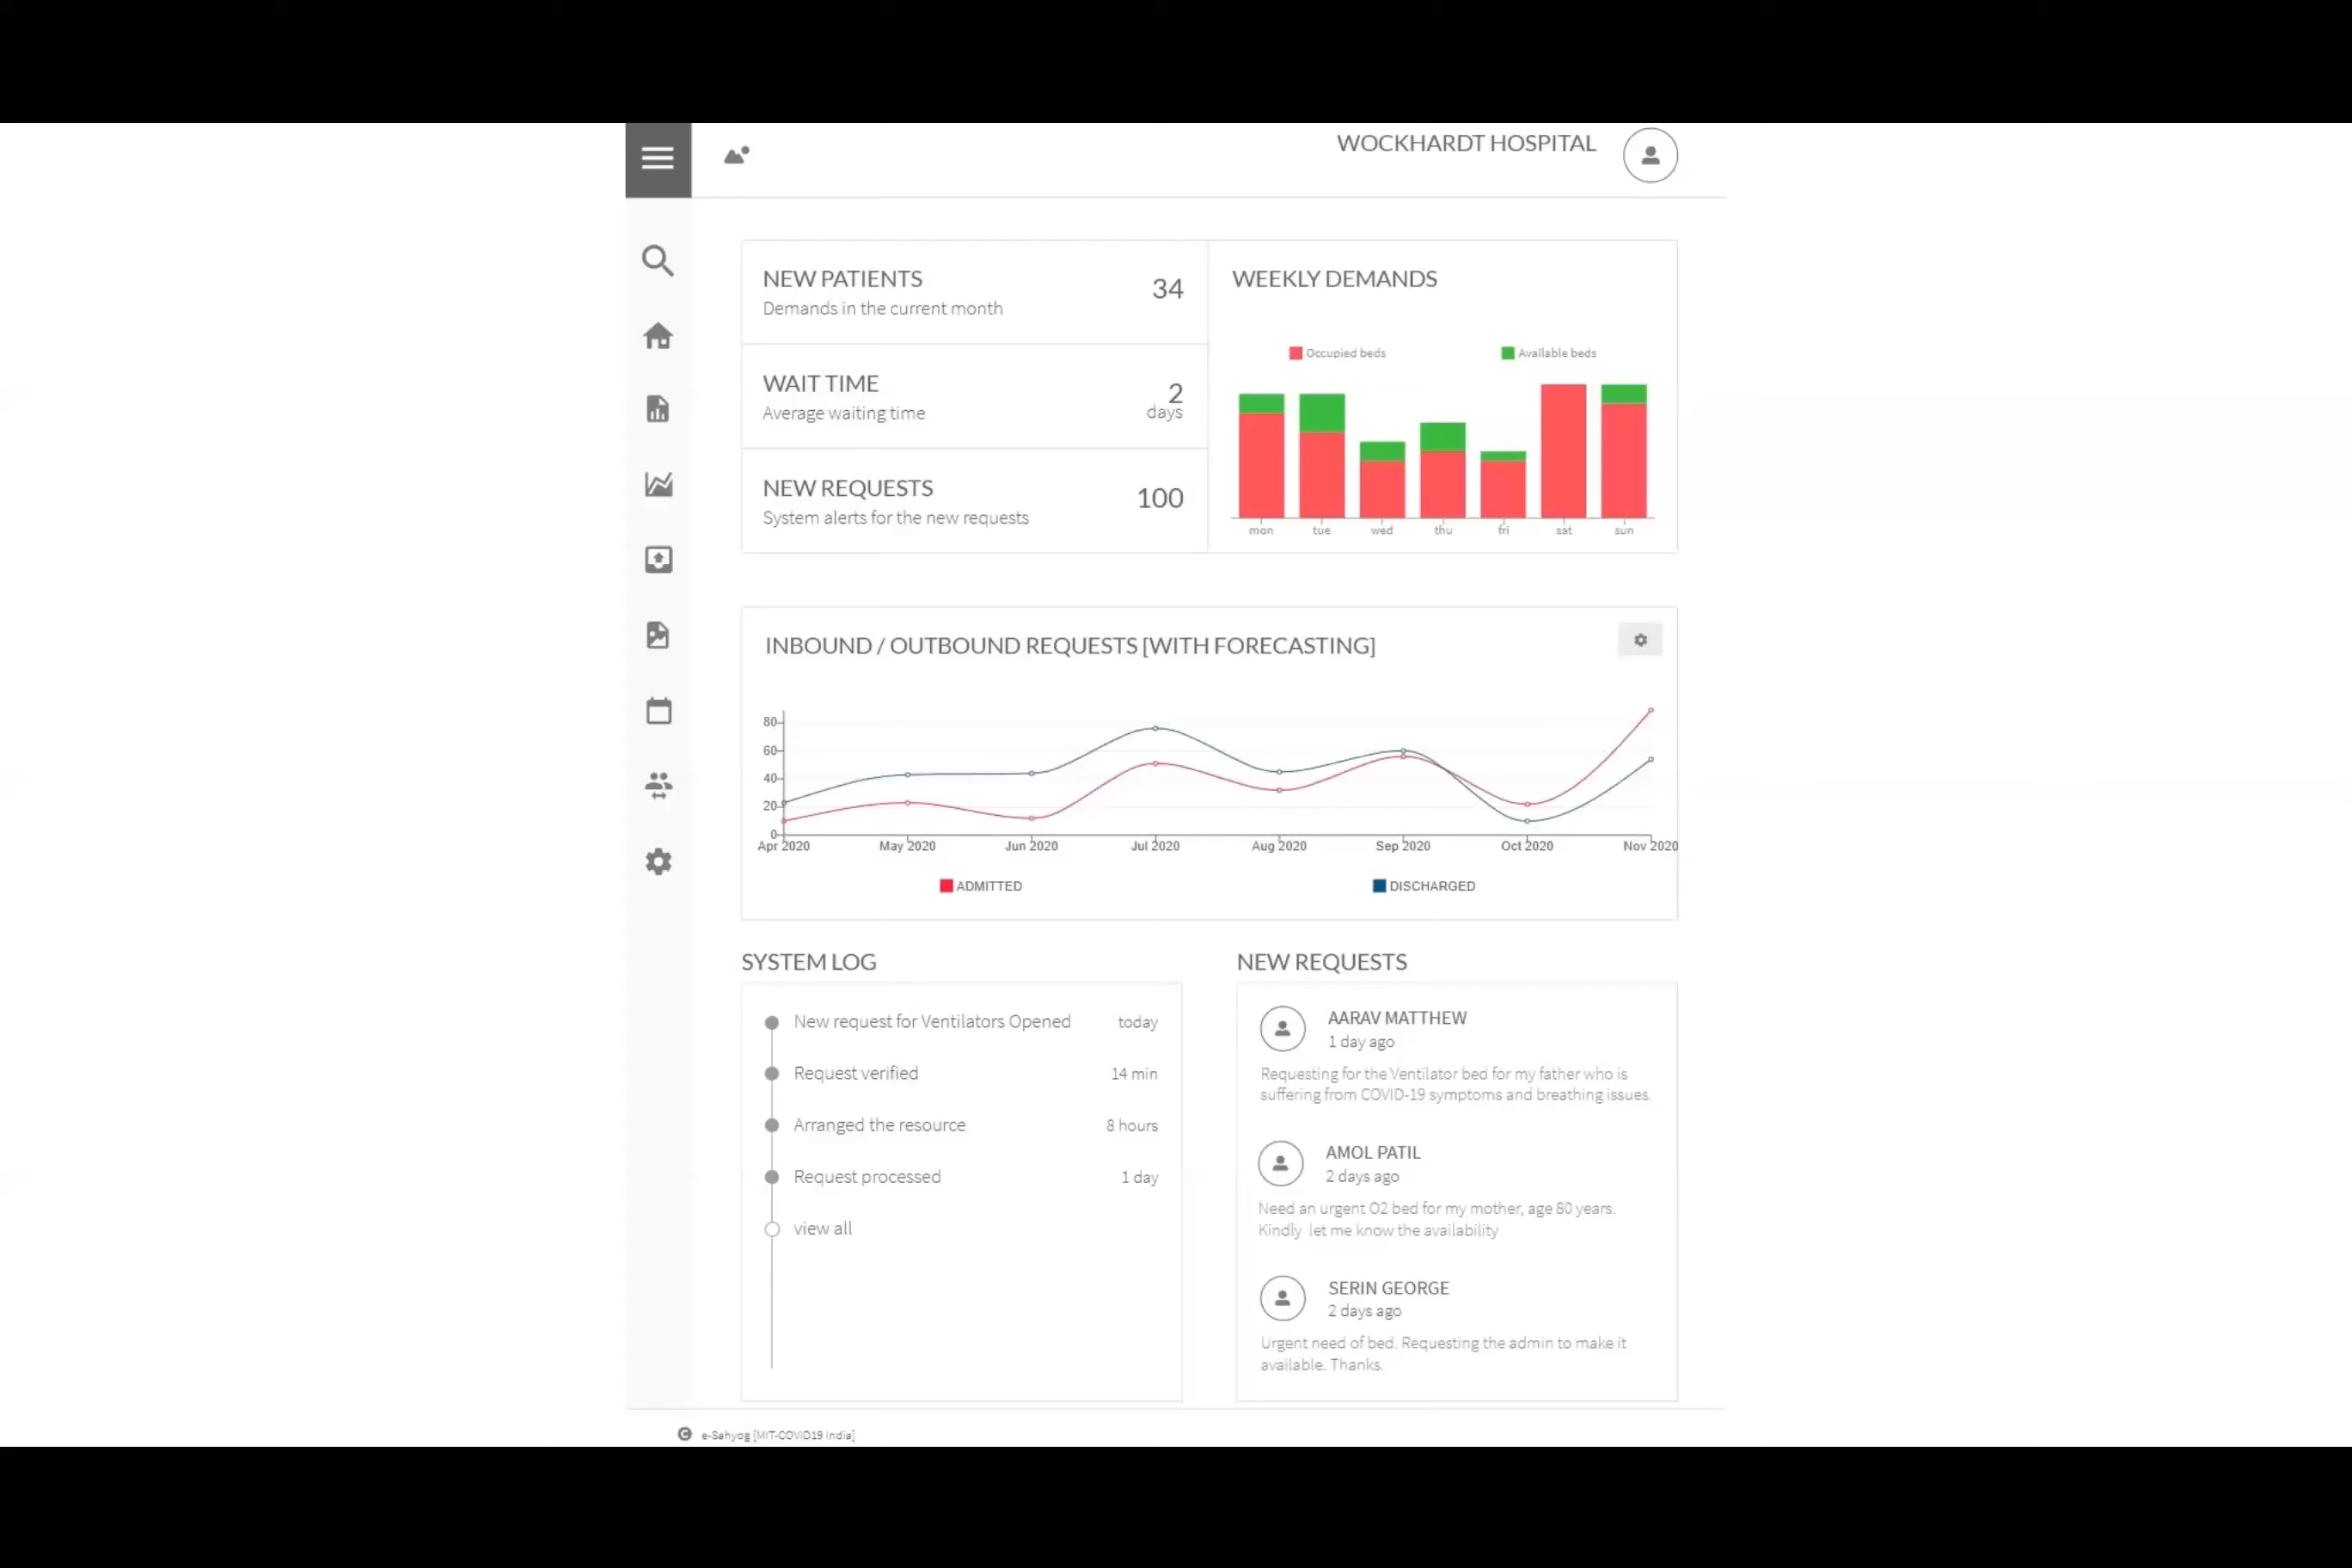 WOCKHARDT HOSPITAL
NEW PATIENTS
Demands in the current month
34
WAIT TIME
Average waiting time
2
days
NEW REQUESTS
System alerts for the new requests
100
WEEKLY DEMANDS
Occupied beds
Available beds
mon tue wed thu fri sat sun
INBOUND / OUTBOUND REQUESTS [WITH FORECASTING]
80
60
40
20
0
Apr 2020 May 2020 Jun 2020 Jul 2020 Aug 2020 Sep 2020 Oct 2020 Nov 2020
ADMITTED
DISCHARGED
SYSTEM LOG
New request for Ventilators Opened today
Request verified 14 min
Arranged the resource 8 hours
Request processed 1 day
view all
NEW REQUESTS
AARAV MATTHEW
1 day ago
Requesting for the Ventilator bed for my father who is
suffering from COVID-19 symptoms and breathing issues.
AMOL PATIL
2 days ago
Need an urgent O2 bed for my mother, age 80 years.
Kindly let me know the availability
SERIN GEORGE
2 days ago
Urgent need of bed. Requesting the admin to make it
available. Thanks.
© e-Sahyog [MIT-COVID19 India]